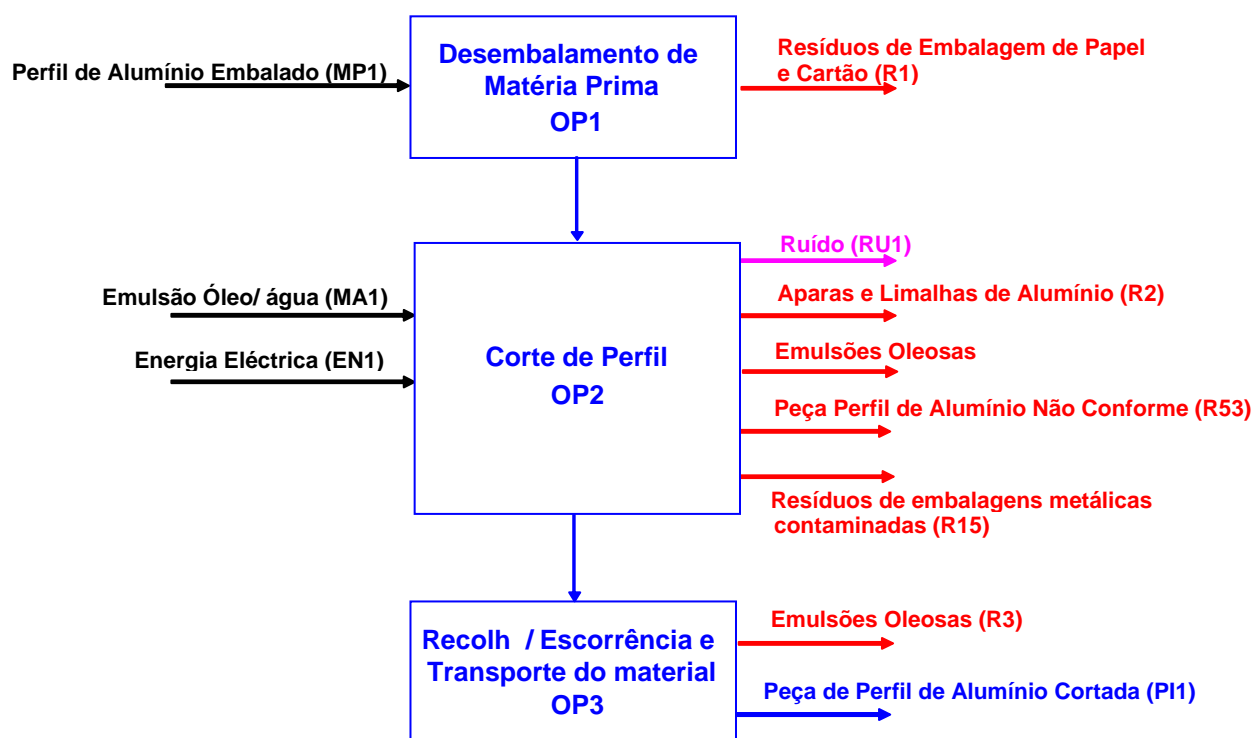 Perfil de Alumínio Embalado (MP1)
Desembalamento de
Matéria Prima
OP1
Resíduos de Embalagem de Papel
e Cartão (R1)
Emulsão Óleo/ água (MA1)
Energia Eléctrica (EN1)
Corte de Perfil
OP2
Ruído (RU1)
Aparas e Limalhas de Alumínio (R2)
Emulsões Oleosas
Peça Perfil de Alumínio Não Conforme (R53)
Resíduos de embalagens metálicas
contaminadas (R15)
Recolh / Escorrência e
Transporte do material
OP3
Emulsões Oleosas (R3)
Peça de Perfil de Alumínio Cortada (PI1)